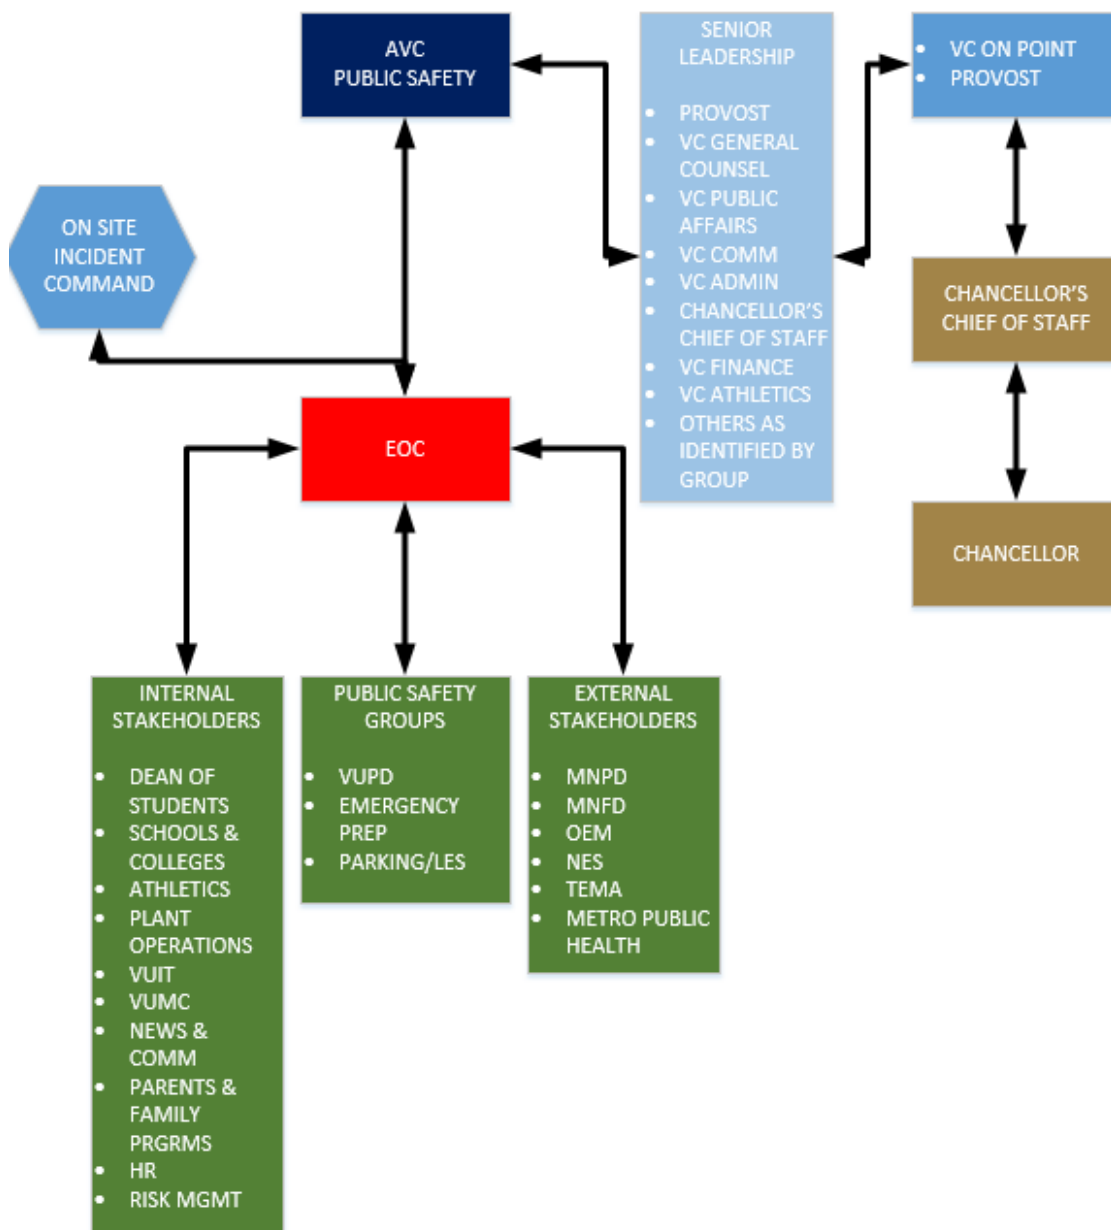 AVC
PUBLIC SAFETY
SENIOR
LEADERSHIP
• PROVOST
• VC GENERAL
COUNSEL
• VC PUBLIC
AFFAIRS
• VC COMM
• VC ADMIN
• CHANCELLOR'S
CHIEF OF STAFF
• VC FINANCE
• VC ATHLETICS
• OTHERS AS
IDENTIFIED BY
GROUP
• VC ON POINT
• PROVOST
CHANCELLOR'S
CHIEF OF STAFF
CHANCELLOR
ON SITE
INCIDENT
COMMAND
EOC
INTERNAL
STAKEHOLDERS
• DEAN OF
STUDENTS
• SCHOOLS &
COLLEGES
• ATHLETICS
• PLANT
OPERATIONS
• VUIT
• VUMC
• NEWS &
COMM
• PARENTS &
FAMILY
PRGRMS
• HR
• RISK MGMT
PUBLIC SAFETY
GROUPS
• VUPD
• EMERGENCY
PREP
• PARKING/LES
EXTERNAL
STAKEHOLDERS
• MNPD
• MNFD
• OEM
• NES
• TEMA
• METRO PUBLIC
HEALTH